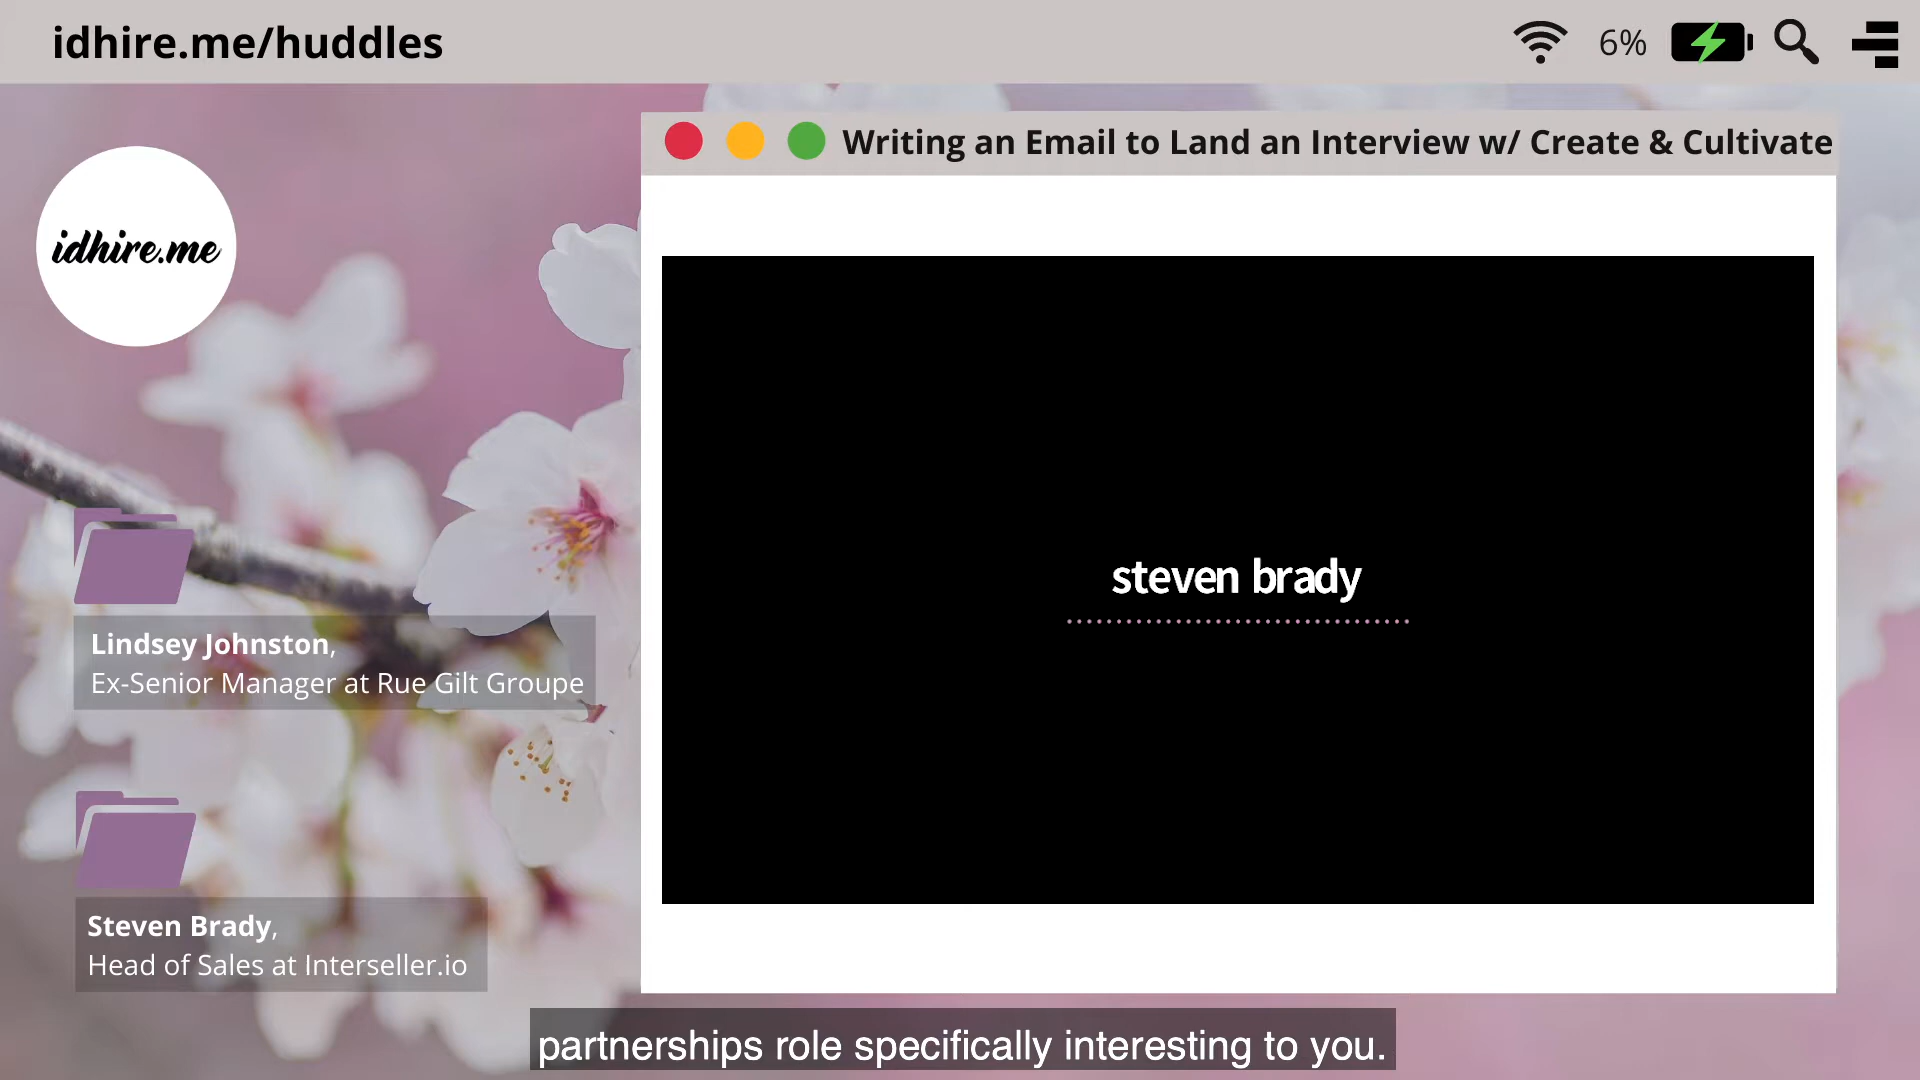 idhire.me/huddles
6%
Writing an Email to Land an Interview w/ Create & Cultivate
idhire.me
steven brady
Lindsey Johnston,
Ex-Senior Manager at Rue Gilt Groupe
Steven Brady,
Head of Sales at Interseller.io
partnerships role specifically interesting to you.